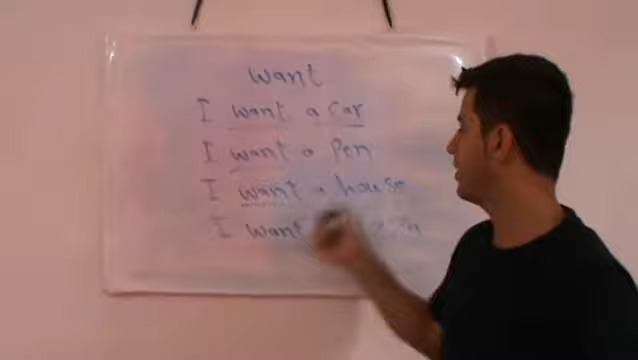 want
I want a car
I want a pen
I want a house
I want